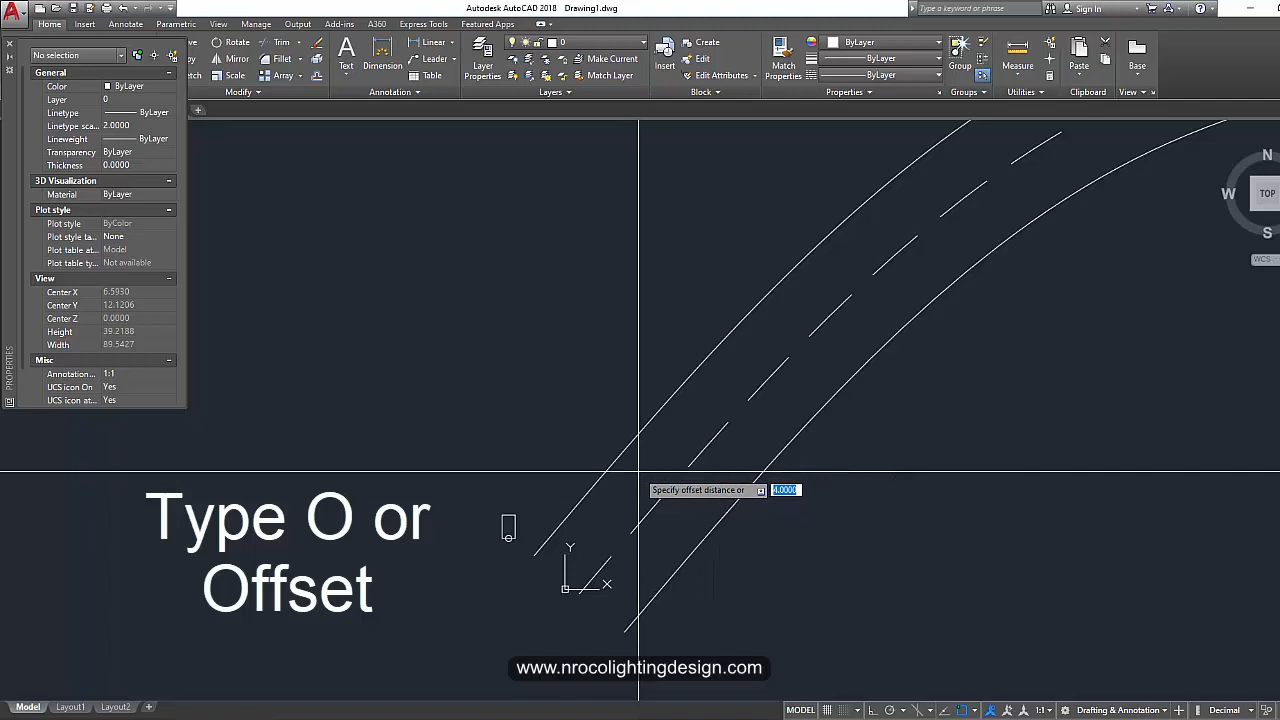 Autodesk AutoCAD 2018 Drawing1.dwg
Type a keyword or phrase
Sign In
Home Insert Annotate Parametric View Manage Output Add-ins A360 Express Tools Featured Apps
No selection
Rotate Trim
Mirror Fillet
Scale Array
Modify
Text
Dimension
Linear
Leader
Table
Annotation
Layer
Properties
0
Make Current
Match Layer
Layers
Insert
Create
Edit
Edit Attributes
Block
Match
Properties
ByLayer
ByLayer
ByLayer
Properties
Group
Groups
Measure
Utilities
Paste
Clipboard
Base
View
General
Color ByLayer
Layer 0
Linetype ByLayer
Linetype sca... 2.0000
Lineweight ByLayer
Transparency ByLayer
Thickness 0.0000
3D Visualization
Material ByLayer
Plot style
Plot style ByColor
Plot style ta... None
Plot table at... Model
Plot table ty... Not available
View
Center X 6.5930
Center Y 12.1206
Center Z 0.0000
Height 39.2188
Width 89.5427
Misc
Annotation... 1:1
UCS icon On Yes
UCS icon at... Yes
PROPERTIES
N
W TOP
S
WCS
Specify offset distance or 4.0000
Type O or
Offset
Y
X
www.nrocolightingdesign.com
Model Layout1 Layout2 +
MODEL 1:1 Drafting & Annotation Decimal